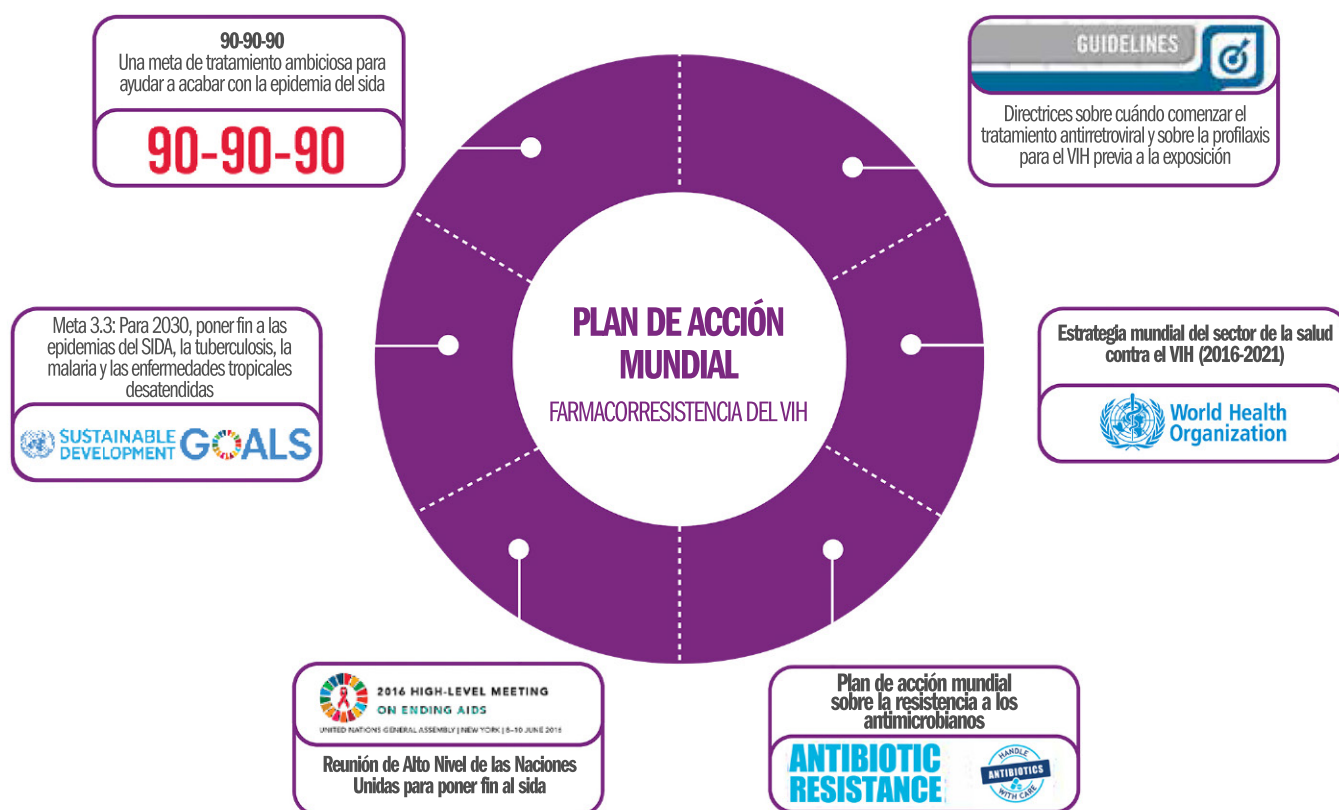 90-90-90
Una meta de tratamiento ambiciosa para
ayudar a acabar con la epidemia del sida
90-90-90
GUIDELINES
Directrices sobre cuándo comenzar el
tratamiento antirretroviral y sobre la profilaxis
para el VIH previa a la exposición
Meta 3.3: Para 2030, poner fin a las
epidemias del SIDA, la tuberculosis, la
malaria y las enfermedades tropicales
desatendidas
SUSTAINABLE
DEVELOPMENT
GOALS
PLAN DE ACCIÓN
MUNDIAL
FARMACORRESISTENCIA DEL VIH
Estrategia mundial del sector de la salud
contra el VIH (2016-2021)
World Health
Organization
2016 HIGH-LEVEL MEETING
ON ENDING AIDS
UNITED NATIONS GENERAL ASSEMBLY | NEW YORK | 8-10 JUNE 2016
Reunión de Alto Nivel de las Naciones
Unidas para poner fin al sida
Plan de acción mundial
sobre la resistencia a los
antimicrobianos
ANTIBIOTIC
RESISTANCE
HANDLE
ANTIBIOTICS
WITH CARE